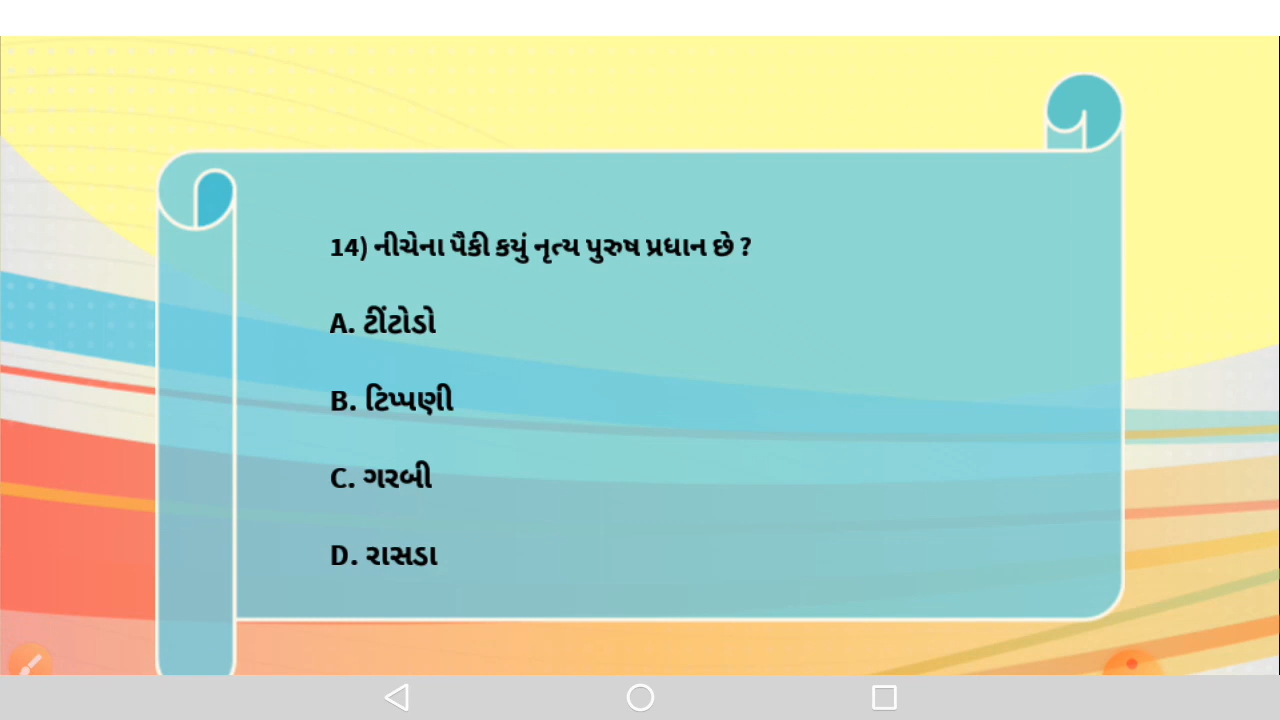 14) નીચેના પૈકી કયું નૃત્ય પુરુષ પ્રધાન છે ?
A. ટીંટોડો
B. ટિપ્પણી
C. ગરબી
D. રાસડા